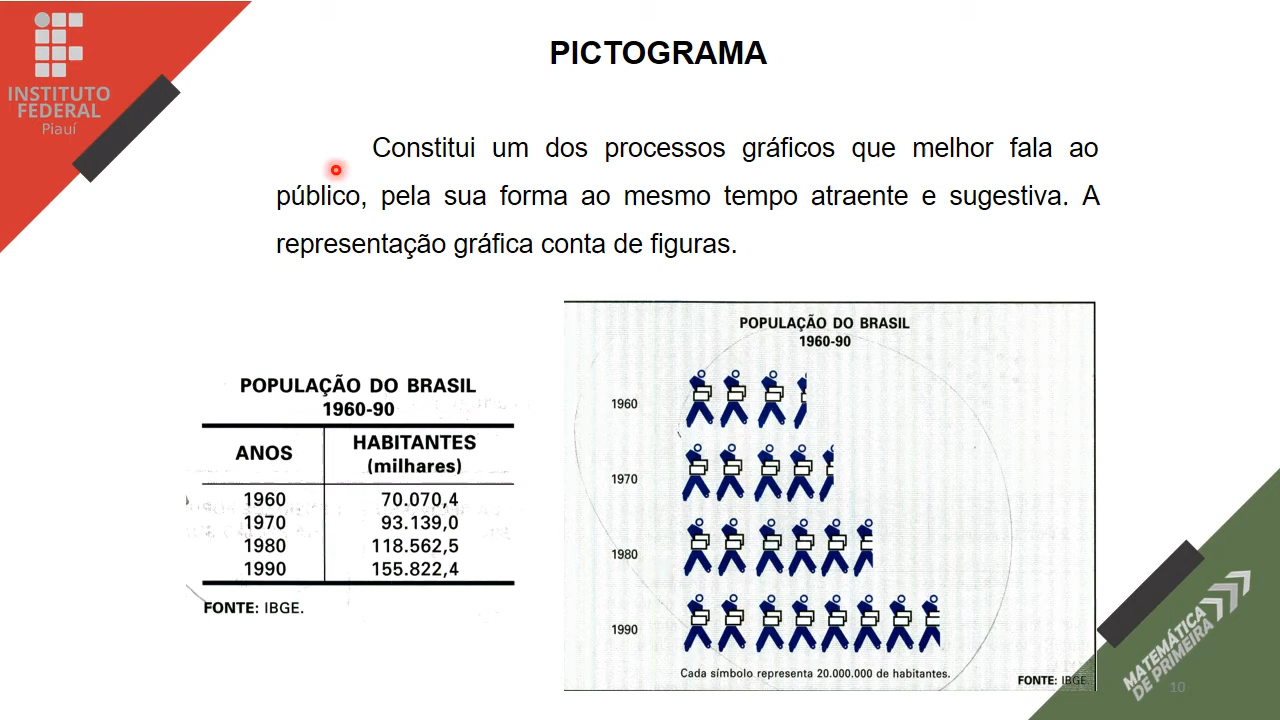 INSTITUTO
FEDERAL
Piauí
PICTOGRAMA
Constitui um dos processos gráficos que melhor fala ao
público, pela sua forma ao mesmo tempo atraente e sugestiva. A
representação gráfica conta de figuras.
POPULAÇÃO DO BRASIL
1960-90
ANOS HABITANTES
(milhares)
1960 70.070,4
1970 93.139,0
1980 118.562,5
1990 155.822,4
FONTE: IBGE.
POPULAÇÃO DO BRASIL
1960-90
1960
1970
1980
1990
Cada símbolo representa 20.000.000 de habitantes.
FONTE: IBGE
MATEMÁTICA
DE PRIMEIRA
10